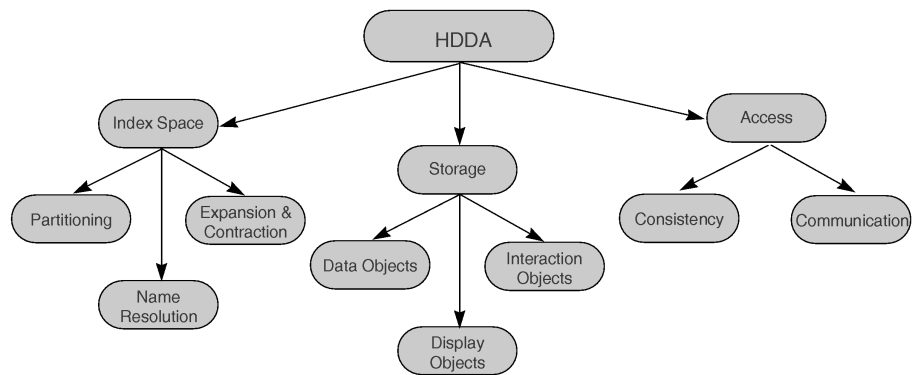 HDDA
Index Space
Access
Storage
Partitioning
Expansion &
Contraction
Consistency
Communication
Data Objects
Interaction
Objects
Name
Resolution
Display
Objects